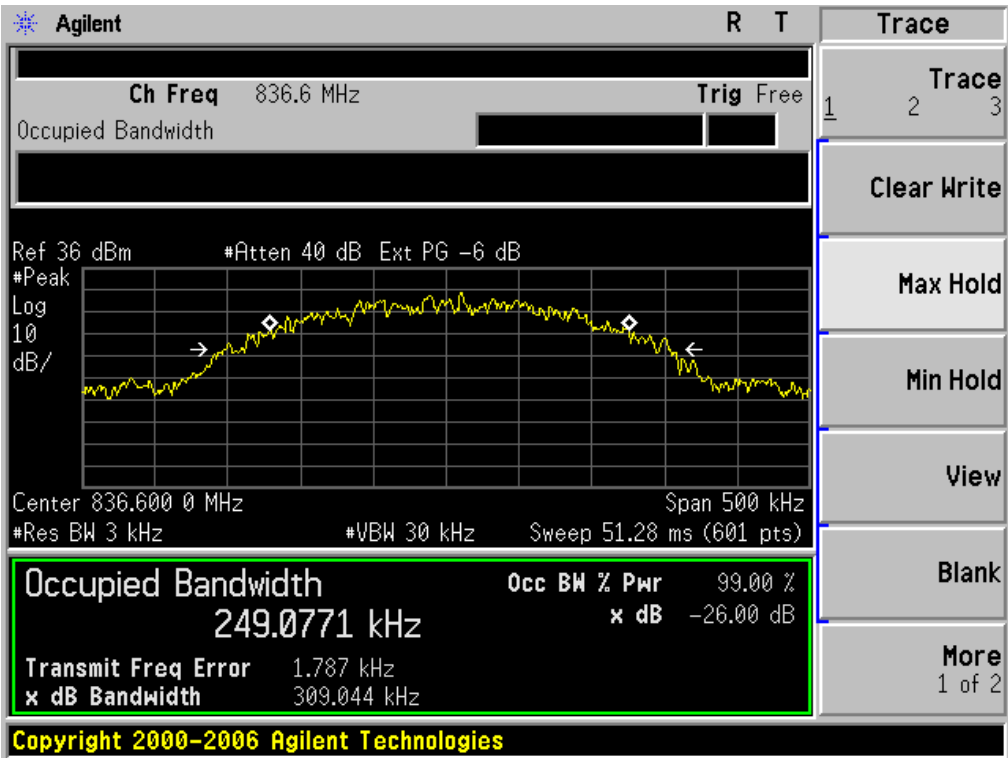 Agilent R T
Trace
Ch Freq 836.6 MHz Trig Free
Occupied Bandwidth
Ref 36 dBm #Atten 40 dB Ext PG -6 dB
#Peak
Log
10
dB/
Center 836.600 0 MHz Span 500 kHz
#Res BW 3 kHz #VBW 30 kHz Sweep 51.28 ms (601 pts)
Occupied Bandwidth Occ BW % Pwr 99.00 %
249.0771 kHz x dB -26.00 dB
Transmit Freq Error 1.787 kHz
x dB Bandwidth 309.044 kHz
Copyright 2000-2006 Agilent Technologies
Trace
1 2 3
Clear Write
Max Hold
Min Hold
View
Blank
More
1 of 2